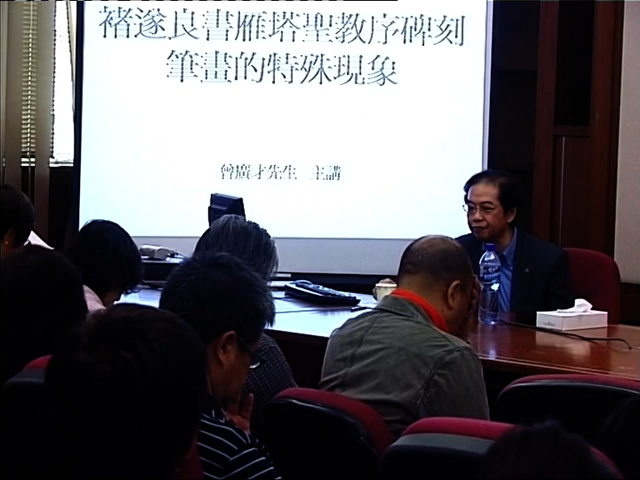 褚遂良書雁塔聖教序碑刻
筆畫的特殊現象
曾廣才先生 主講